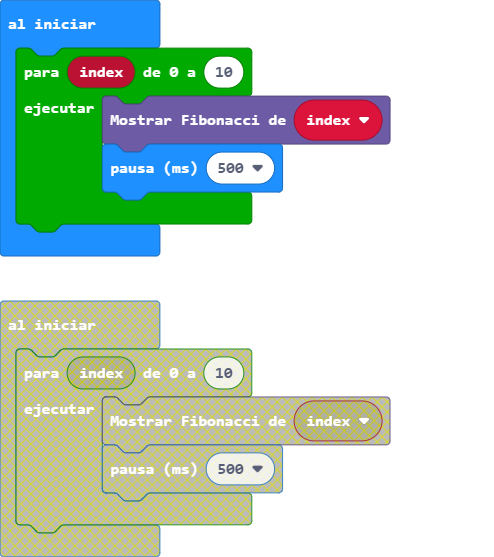 al iniciar
para index de 0 a 10
ejecutar
Mostrar Fibonacci de index
pausa (ms) 500
al iniciar
para index de 0 a 10
ejecutar
Mostrar Fibonacci de index
pausa (ms) 500